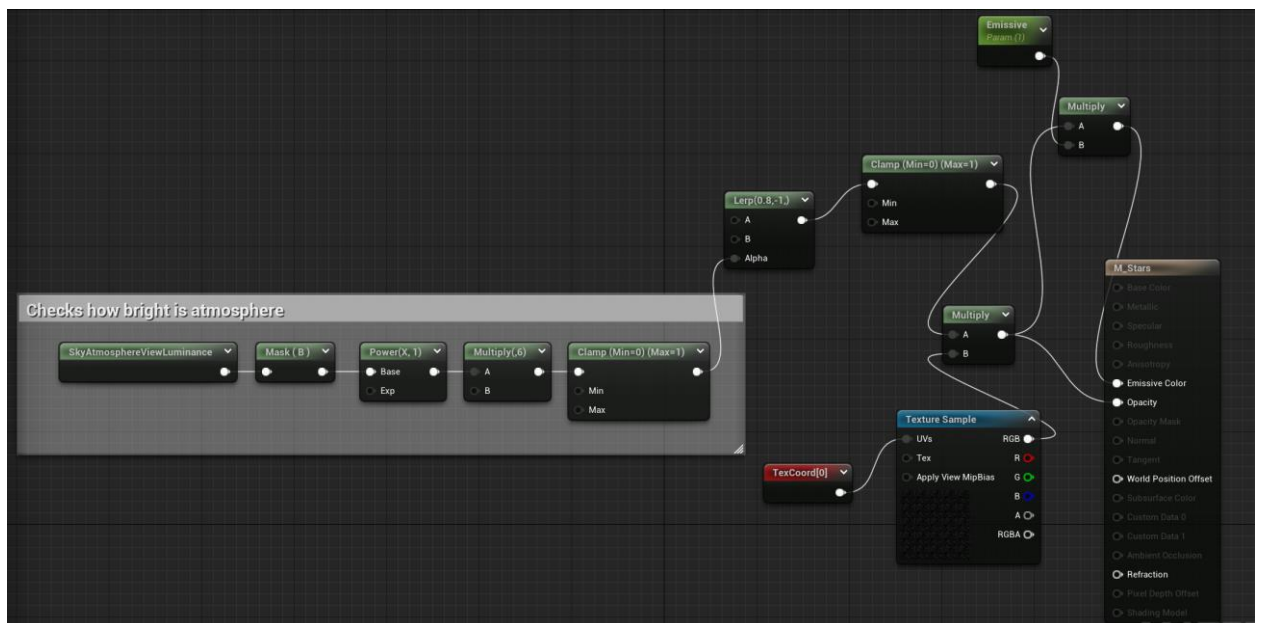 Emissive
Param (1)
Multiply
A
B
Clamp (Min=0) (Max=1)
Min
Max
Lerp(0.8,-1,)
A
B
Alpha
Checks how bright is atmosphere
SkyAtmosphereViewLuminance
Mask ( B )
Power(X, 1)
Base
Exp
Multiply(,6)
A
B
Clamp (Min=0) (Max=1)
Min
Max
Multiply
A
B
TexCoord[0]
Texture Sample
UVs
RGB
Tex
R
Apply View MipBias
G
B
A
RGBA
M_Stars
Base Color
Metallic
Specular
Roughness
Anisotropy
Emissive Color
Opacity
Opacity Mask
Normal
Tangent
World Position Offset
Subsurface Color
Custom Data 0
Custom Data 1
Ambient Occlusion
Refraction
Pixel Depth Offset
Shading Model